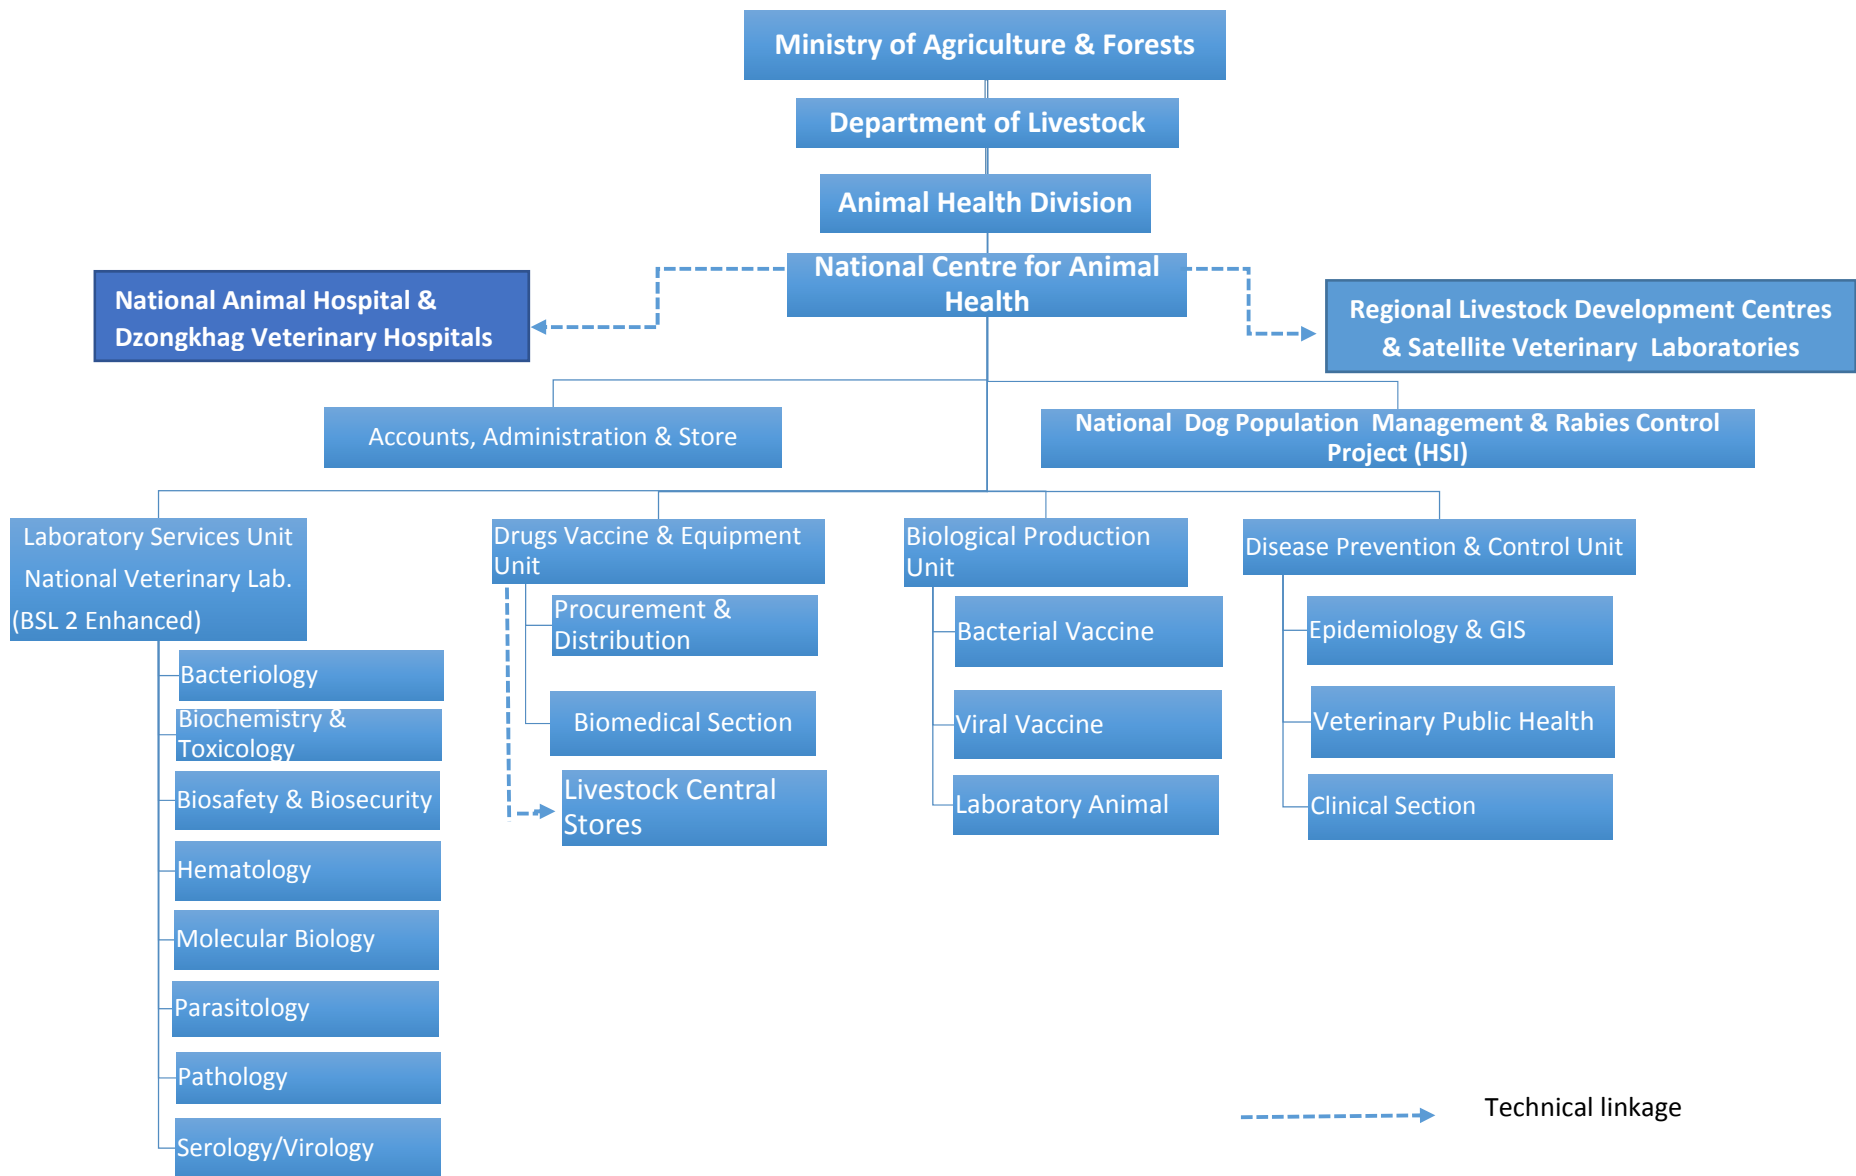 Ministry of Agriculture & Forests
Department of Livestock
Animal Health Division
National Centre for Animal
Health
National Animal Hospital &
Dzongkhag Veterinary Hospitals
Regional Livestock Development Centres
& Satellite Veterinary Laboratories
Accounts, Administration & Store
National Dog Population Management & Rabies Control
Project (HSI)
Laboratory Services Unit
National Veterinary Lab.
(BSL 2 Enhanced)
Bacteriology
Biochemistry &
Toxicology
Biosafety & Biosecurity
Hematology
Molecular Biology
Parasitology
Pathology
Serology/Virology
Drugs Vaccine & Equipment
Unit
Procurement &
Distribution
Biomedical Section
Livestock Central
Stores
Biological Production
Unit
Bacterial Vaccine
Viral Vaccine
Laboratory Animal
Disease Prevention & Control Unit
Epidemiology & GIS
Veterinary Public Health
Clinical Section
Technical linkage